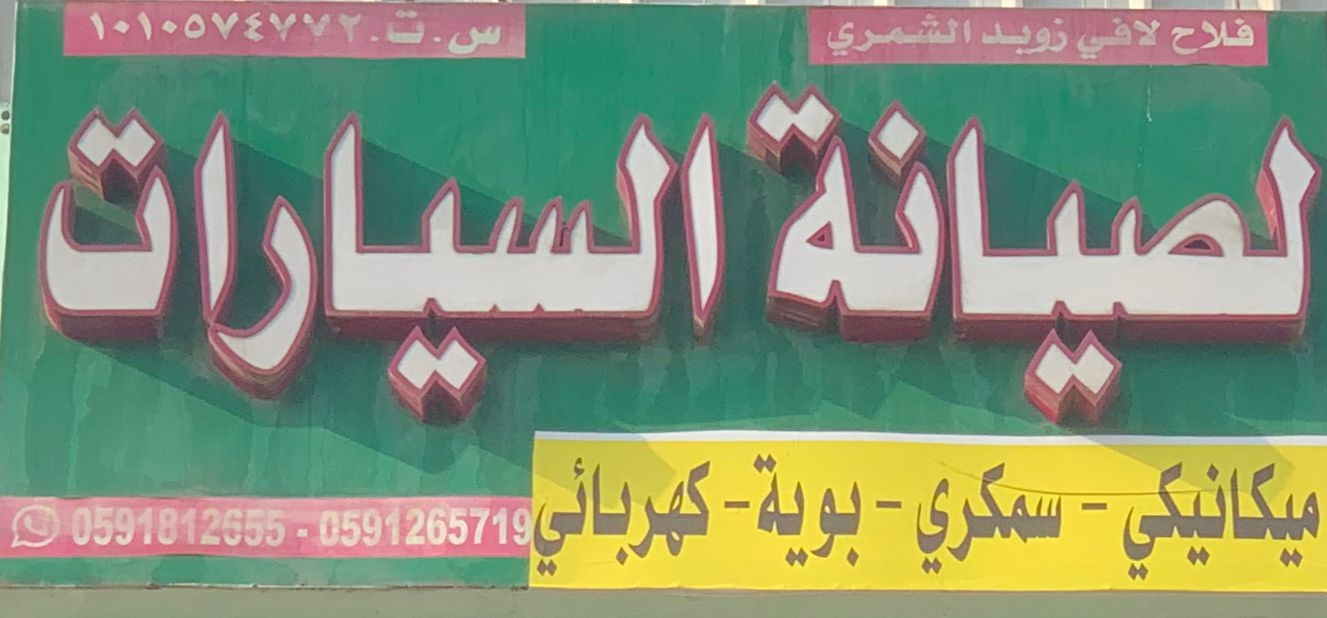 فلاح لافي زويد الشمري
س.ت.١٠١٠٥٧٤٧٧٢
لصيانة السيارات
ميكانيكي - سمكري - بوية - كهربائي
0591812655 - 0591265719